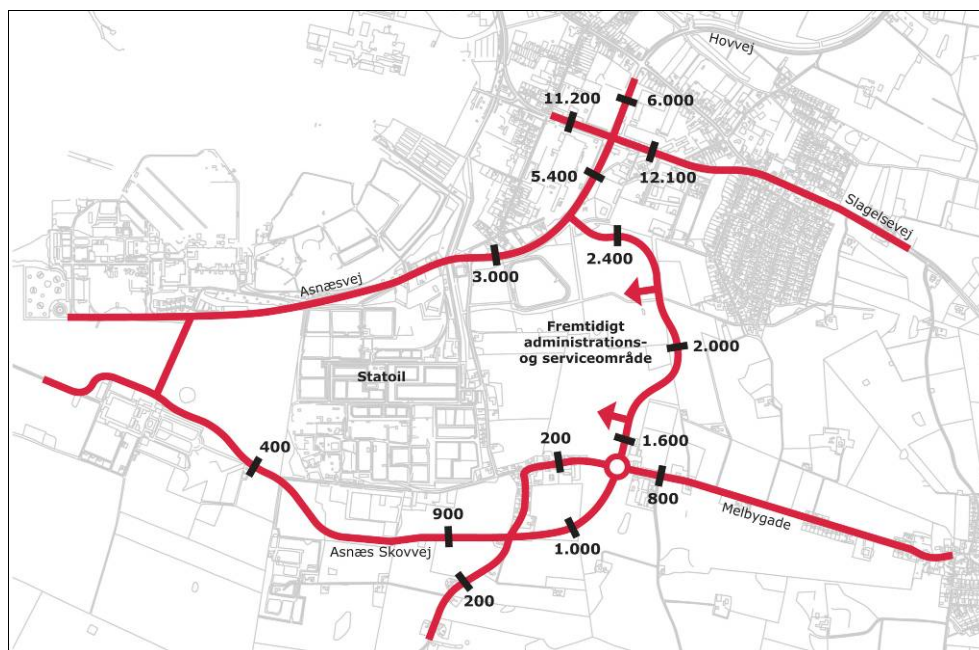 Hovvej
11.200
6.000
5.400
12.100
Slagelsevej
2.400
3.000
Asnæsvej
Fremtidigt
administrations-
og serviceområde
2.000
Statoil
400
200
1.600
800
Melbygade
900
1.000
Asnæs Skovvej
200